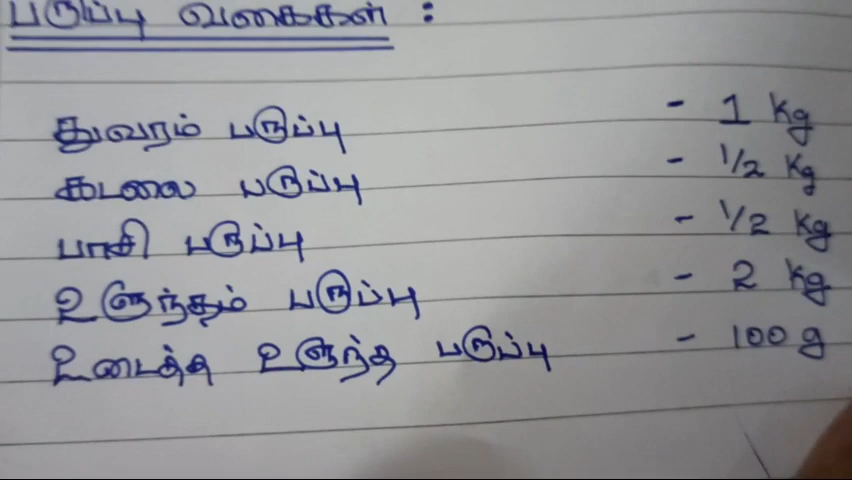 பருப்பு வகைகள் :
துவரம் பருப்பு - 1 Kg
கடலை பருப்பு - 1/2 Kg
பாசி பருப்பு - 1/2 Kg
உளுந்தம் பருப்பு - 2 Kg
உடைத்த உளுந்த பருப்பு - 100 g